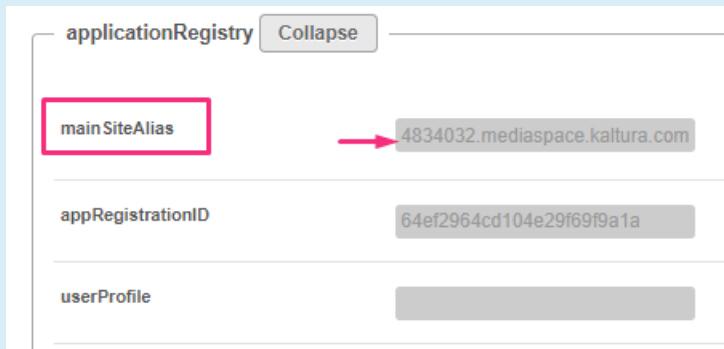 applicationRegistry Collapse
mainSiteAlias 4834032.mediaspace.kaltura.com
appRegistrationID 64ef2964cd104e29f69f9a1a
userProfile